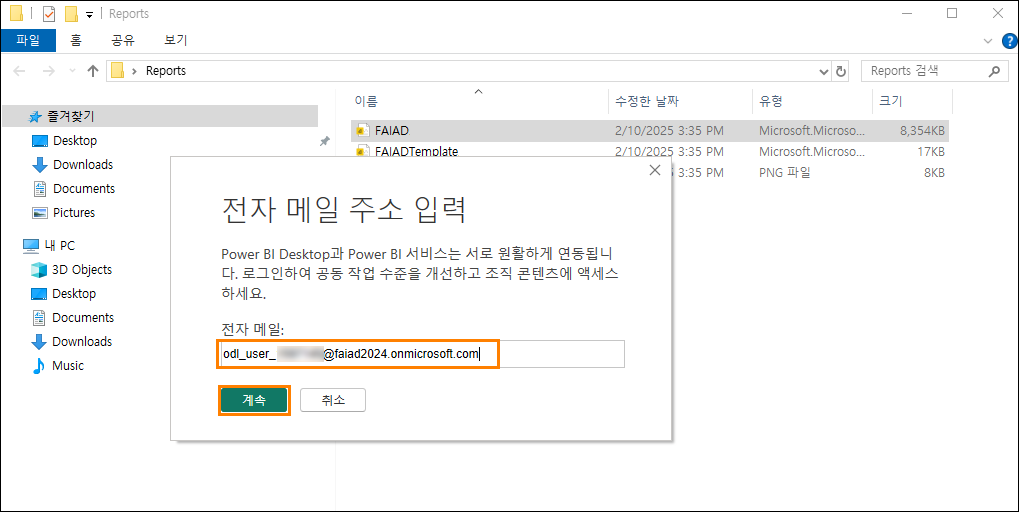 Reports
파일 홈 공유 보기
Reports
Reports 검색
이름 수정한 날짜 유형 크기
즐겨찾기
Desktop
Downloads
Documents
Pictures
내 PC
3D Objects
Desktop
Documents
Downloads
Music
FAIAD 2/10/2025 3:35 PM Microsoft.Microso... 8,354KB
FAIADTemplate 2/10/2025 3:35 PM Microsoft.Microso... 17KB
3:35 PM PNG 파일 8KB
전자 메일 주소 입력
Power BI Desktop과 Power BI 서비스는 서로 원활하게 연동됩니
다. 로그인하여 공동 작업 수준을 개선하고 조직 콘텐츠에 액세스
하세요.
전자 메일:
odl_user_ @faiad2024.onmicrosoft.com
계속 취소